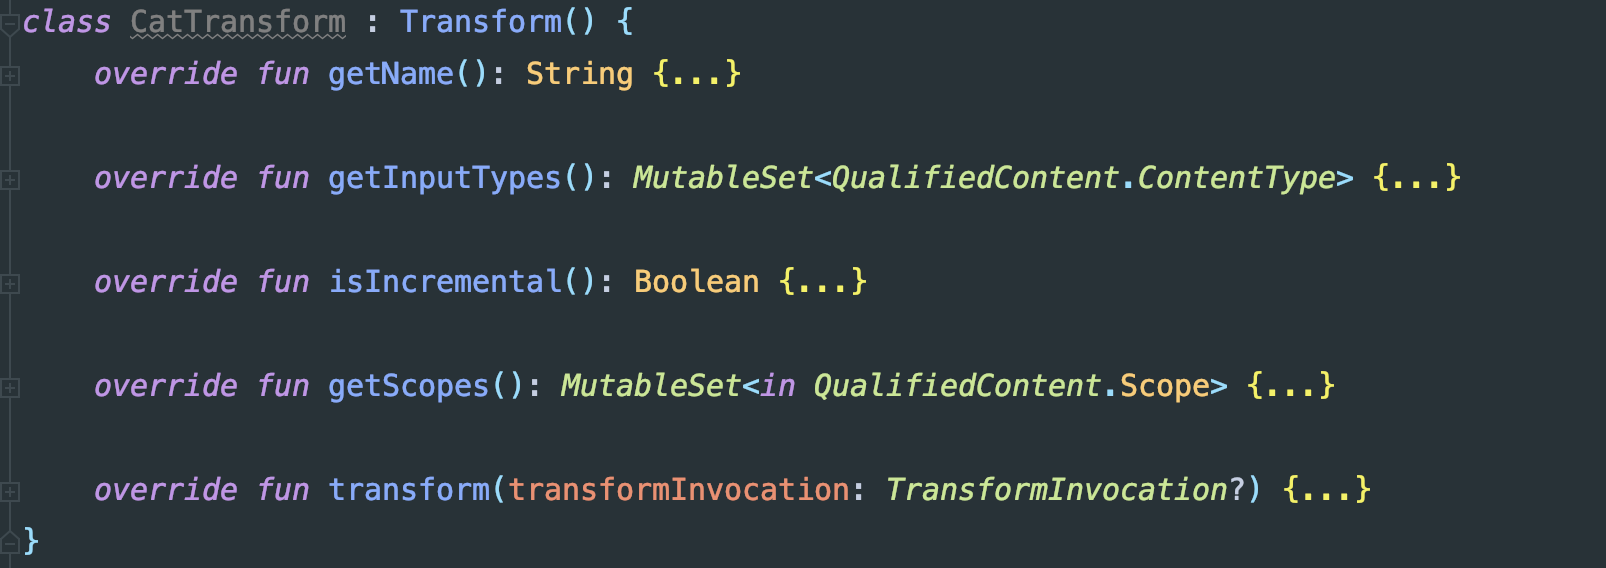 class CatTransform : Transform() {
    override fun getName(): String {...}
    override fun getInputTypes(): MutableSet<QualifiedContent.ContentType> {...}
    override fun isIncremental(): Boolean {...}
    override fun getScopes(): MutableSet<in QualifiedContent.Scope> {...}
    override fun transform(transformInvocation: TransformInvocation?) {...}
}